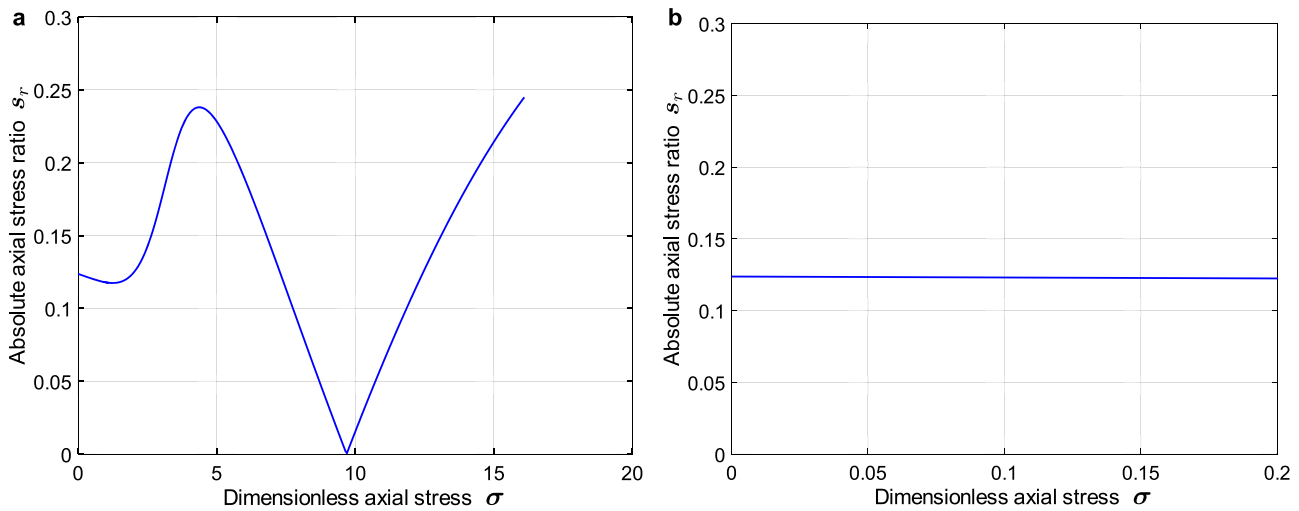 a
Absolute axial stress ratio s_r
0.3
0.25
0.2
0.15
0.1
0.05
0
0 5 10 15 20
Dimensionless axial stress σ
b
Absolute axial stress ratio s_r
0.3
0.25
0.2
0.15
0.1
0.05
0
0 0.05 0.1 0.15 0.2
Dimensionless axial stress σ